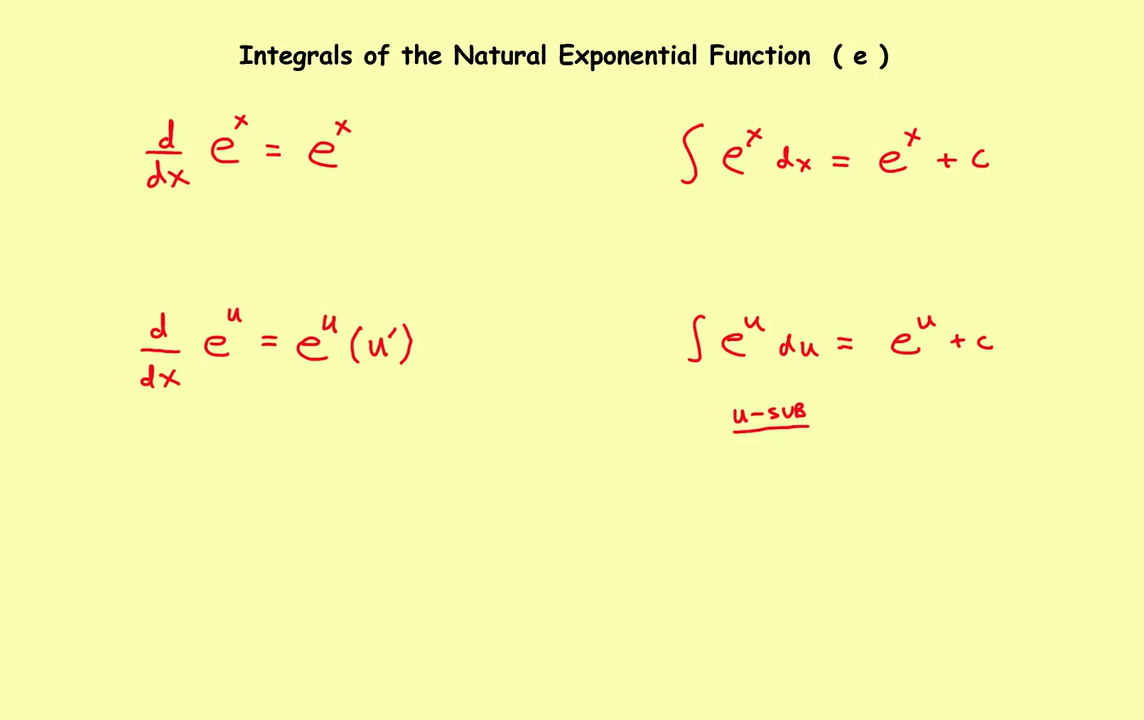 Integrals of the Natural Exponential Function ( e )
d/dx e^x = e^x
∫ e^x dx = e^x + c
d/dx e^u = e^u (u')
∫ e^u du = e^u + c
u-sub